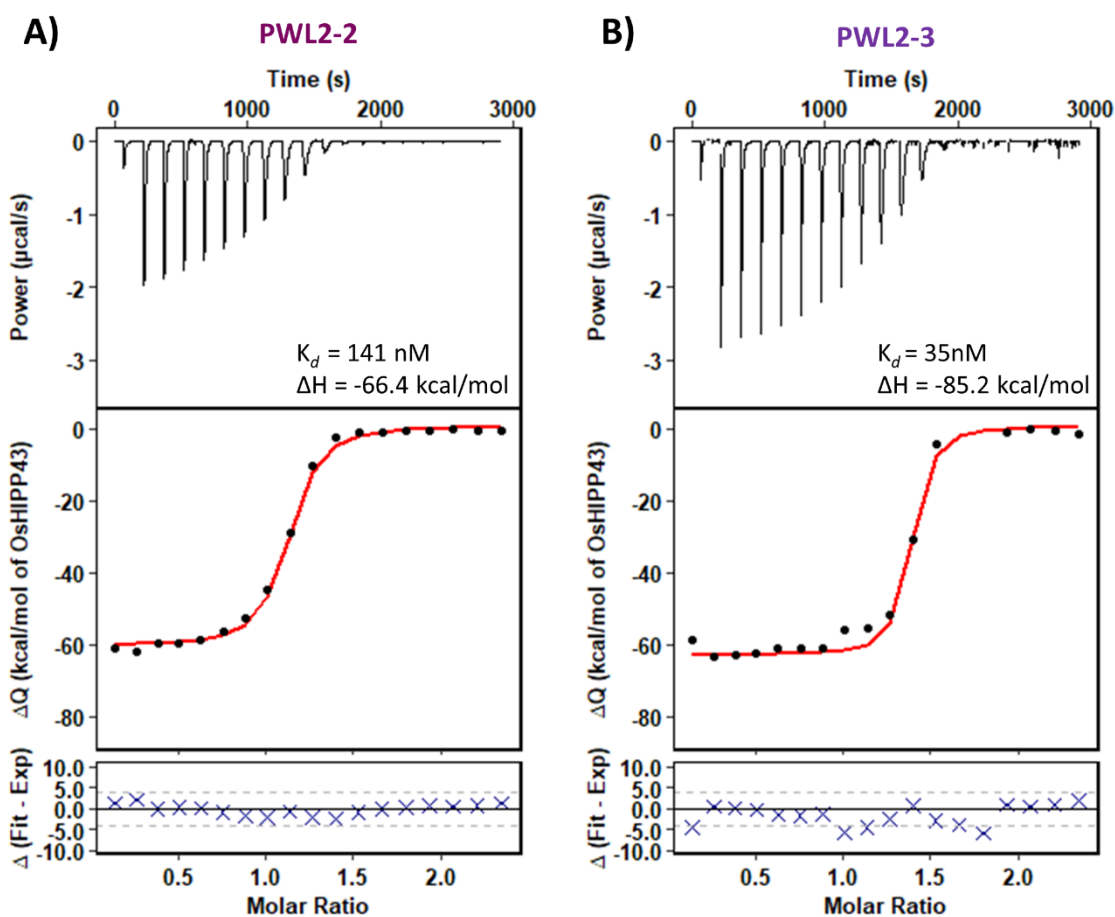 A)
PWL2-2
Time (s)
0 1000 2000 3000
Power (µcal/s)
0
-1
-2
-3
K_d = 141 nM
ΔH = -66.4 kcal/mol
ΔQ (kcal/mol of OsHIPP43)
0
-20
-40
-60
-80
Δ (Fit - Exp)
10.0
5.0
0.0
-5.0
-10.0
0.5 1.0 1.5 2.0
Molar Ratio
B)
PWL2-3
Time (s)
0 1000 2000 3000
Power (µcal/s)
0
-1
-2
-3
K_d = 35nM
ΔH = -85.2 kcal/mol
ΔQ (kcal/mol of OsHIPP43)
0
-20
-40
-60
-80
Δ (Fit - Exp)
10.0
5.0
0.0
-5.0
-10.0
0.5 1.0 1.5 2.0
Molar Ratio